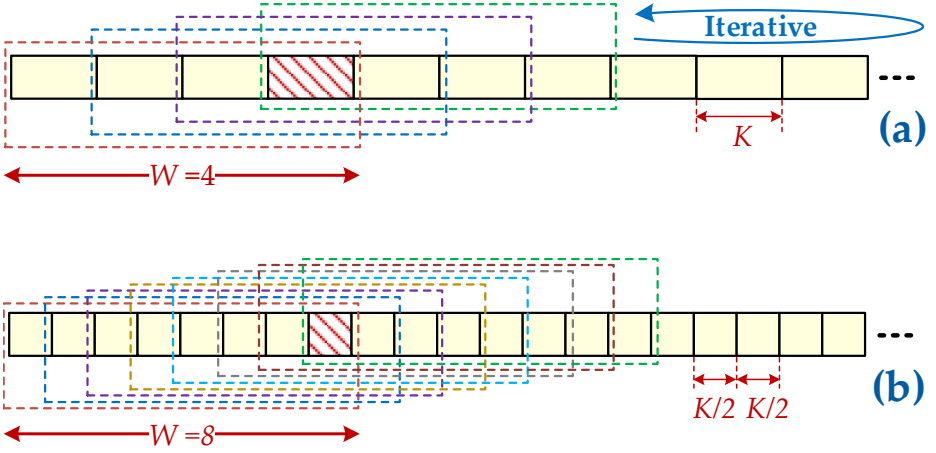 Iterative
(a)
K
W =4
(b)
K/2 K/2
W =8